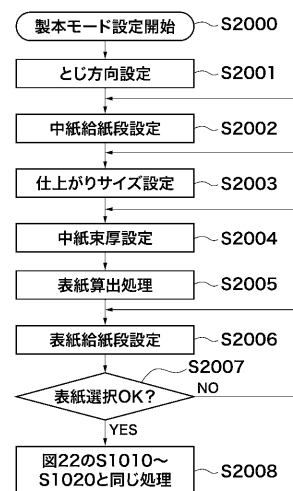 製本モード設定開始 S2000
とじ方向設定 S2001
中紙給紙段設定 S2002
仕上がりサイズ設定 S2003
中紙束厚設定 S2004
表紙算出処理 S2005
表紙給紙段設定 S2006
S2007
表紙選択OK? NO
YES
図22のS1010〜
S1020と同じ処理 S2008